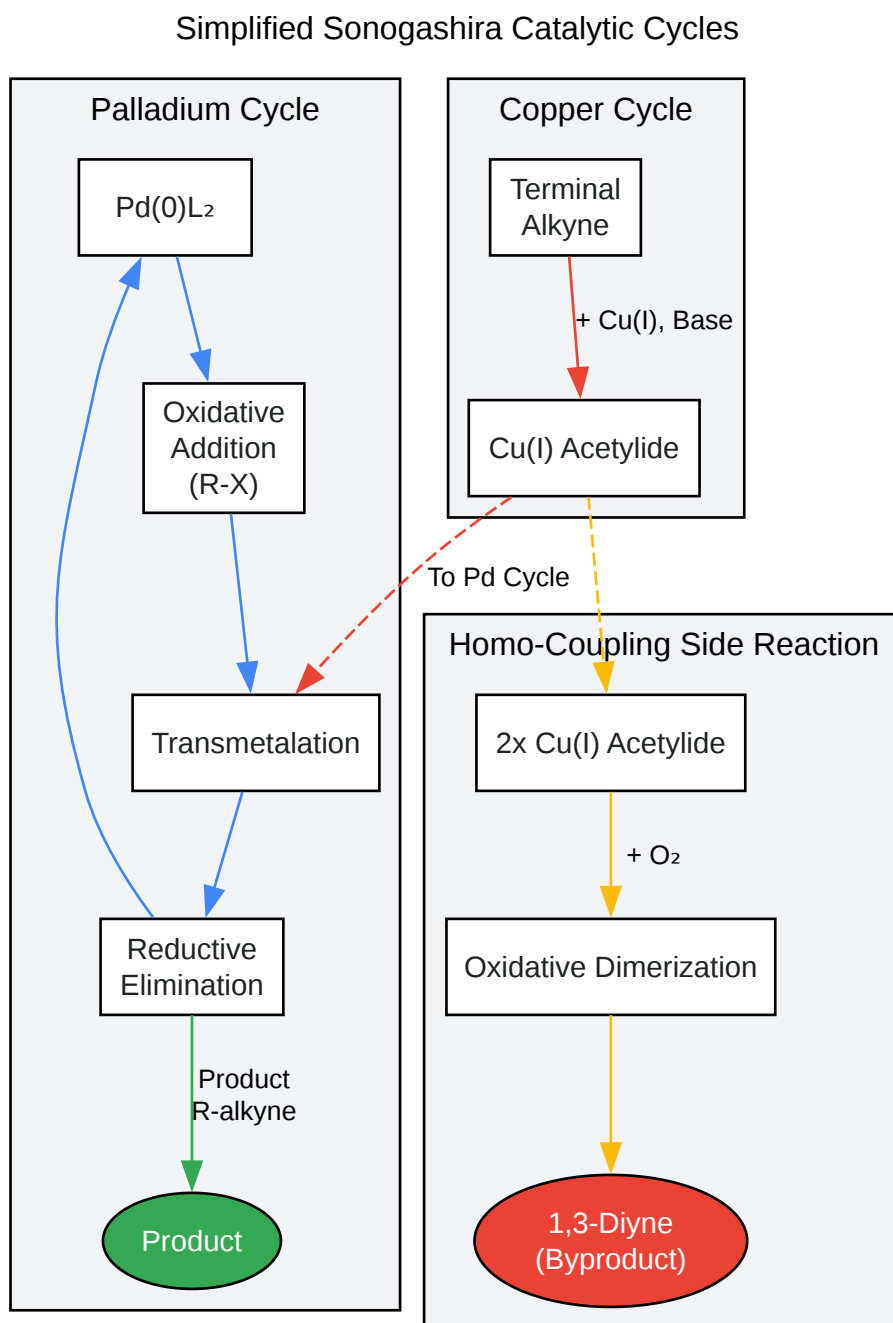 Simplified Sonogashira Catalytic Cycles
Palladium Cycle
Pd(0)L₂
Oxidative
Addition
(R-X)
Transmetalation
Reductive
Elimination
Product
R-alkyne
Product
Copper Cycle
Terminal
Alkyne
+ Cu(I), Base
Cu(I) Acetylide
To Pd Cycle
Homo-Coupling Side Reaction
2x Cu(I) Acetylide
+ O₂
Oxidative Dimerization
1,3-Diyne
(Byproduct)